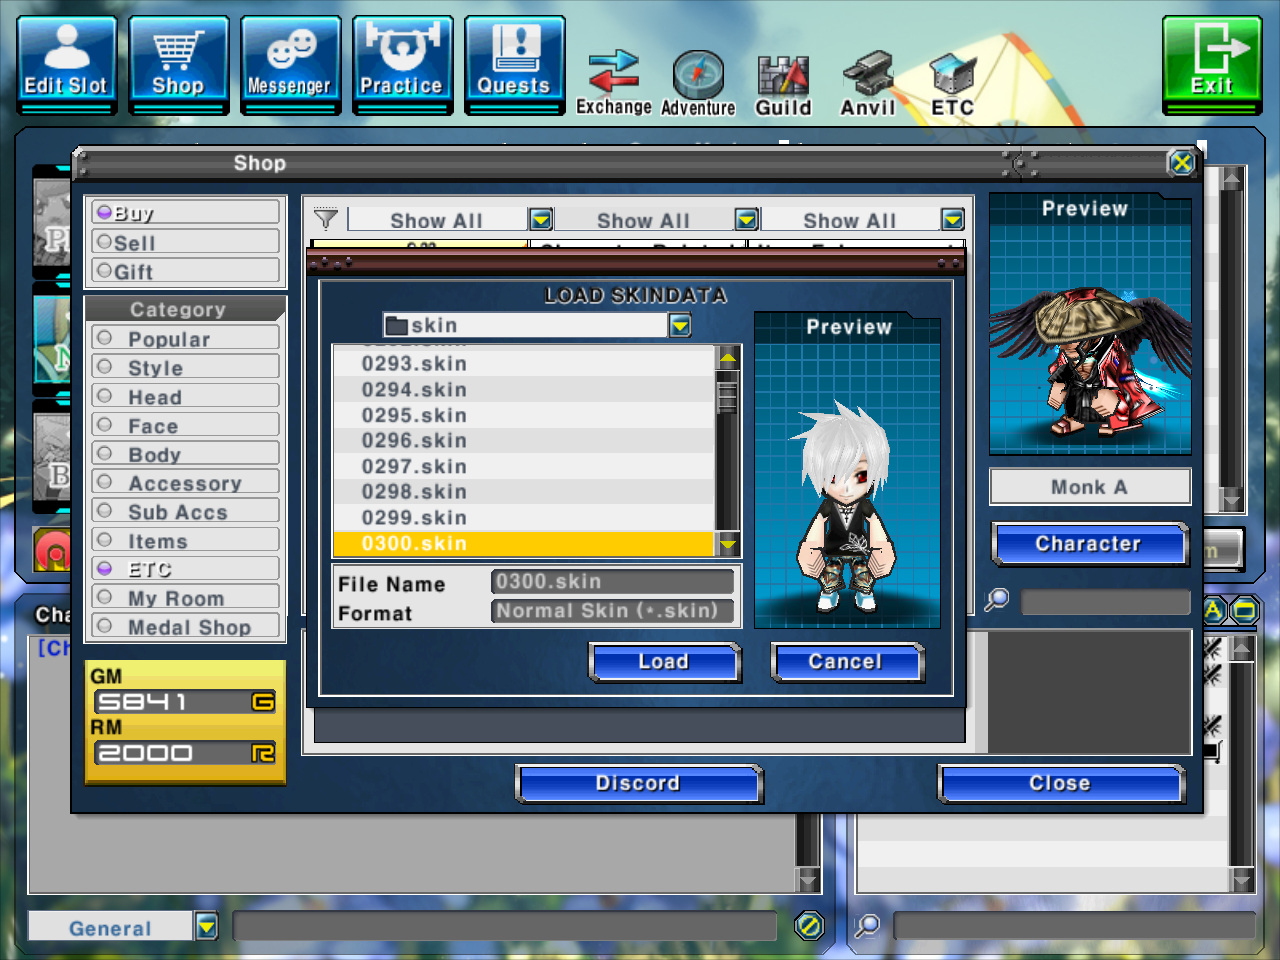 Edit Slot
Shop
Messenger
Practice
Quests
Exchange
Adventure
Guild
Anvil
ETC
Exit
Shop
Buy
Sell
Gift
Category
Popular
Style
Head
Face
Body
Accessory
Sub Accs
Items
ETC
My Room
Medal Shop
GM
5841 G
RM
2000 R
Show All
Show All
Show All
LOAD SKINDATA
skin
0293.skin
0294.skin
0295.skin
0296.skin
0297.skin
0298.skin
0299.skin
0300.skin
File Name
0300.skin
Format
Normal Skin (*.skin)
Preview
Load
Cancel
Preview
Monk A
Character
Discord
Close
Cha
[Ch
General